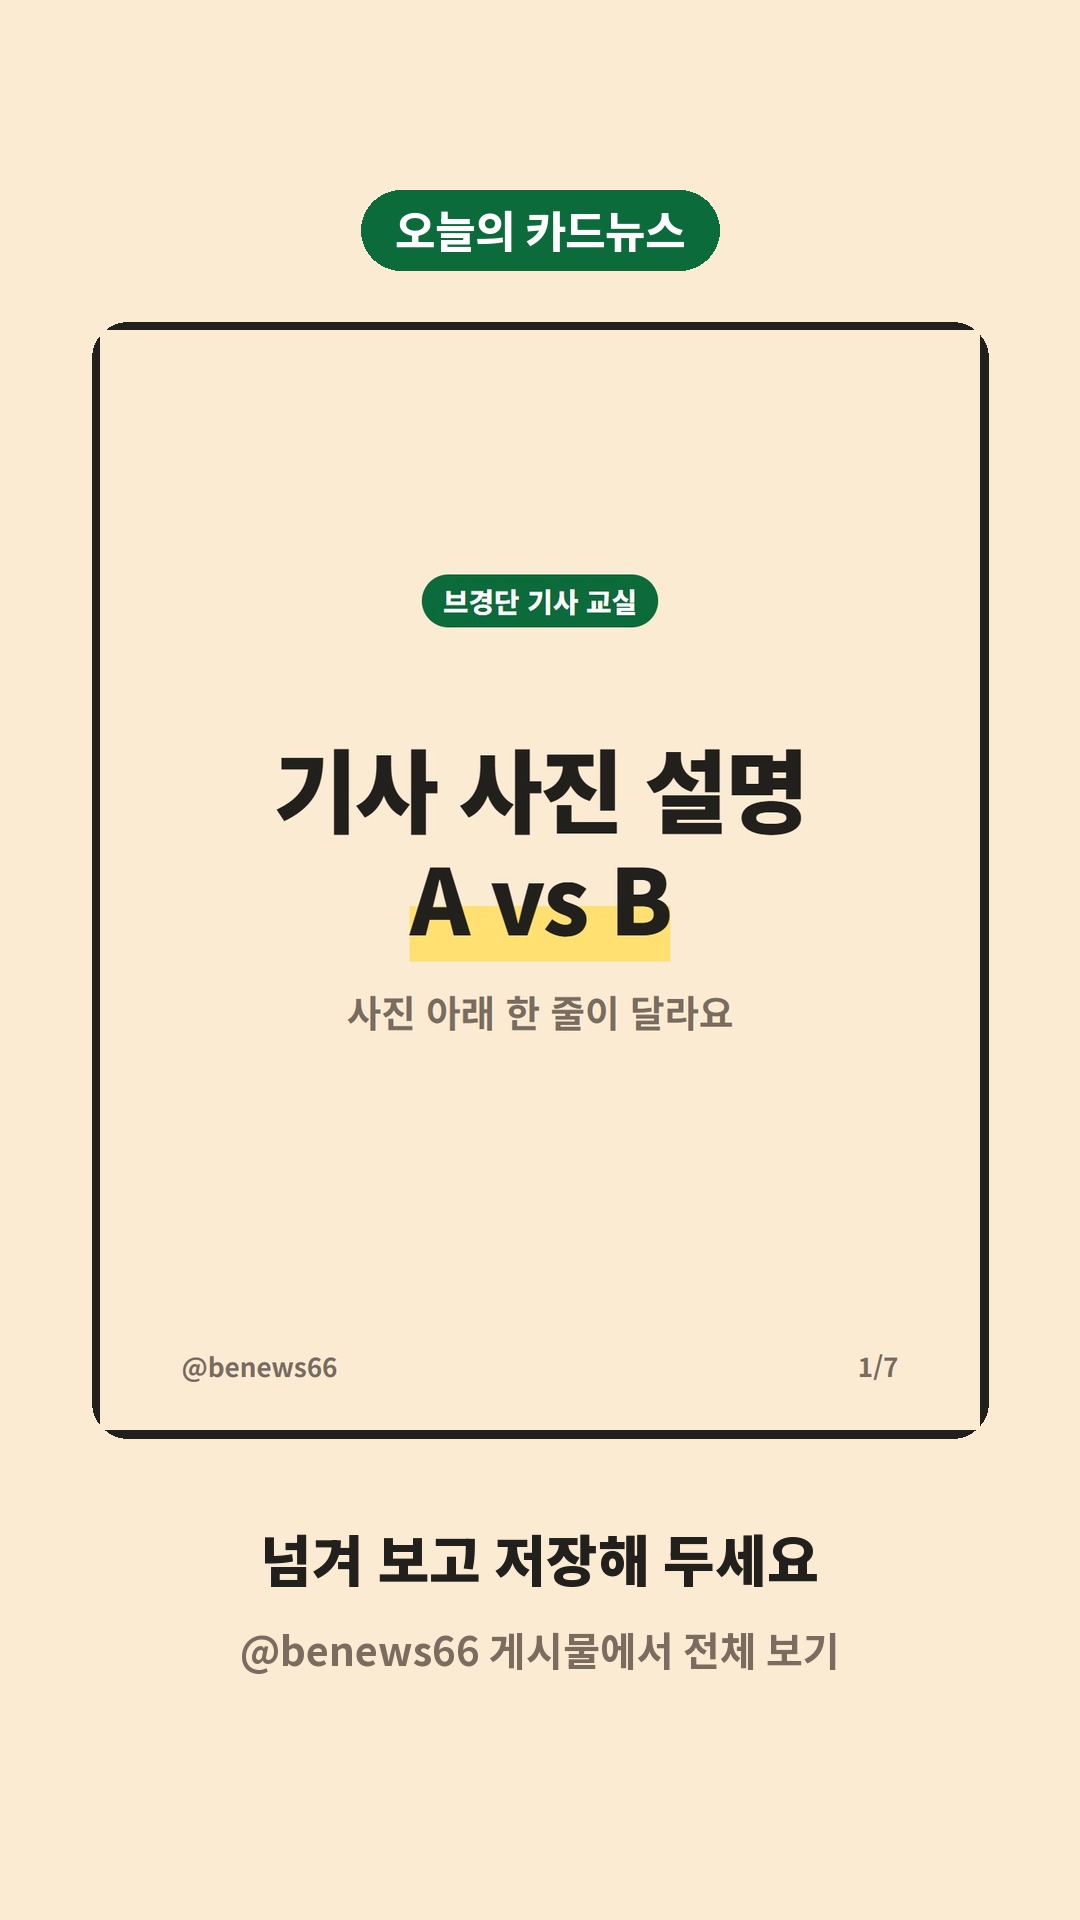 오늘의 카드뉴스
브경단 기사 교실
기사 사진 설명
A vs B
사진 아래 한 줄이 달라요
@benews66
1/7
넘겨 보고 저장해 두세요
@benews66 게시물에서 전체 보기